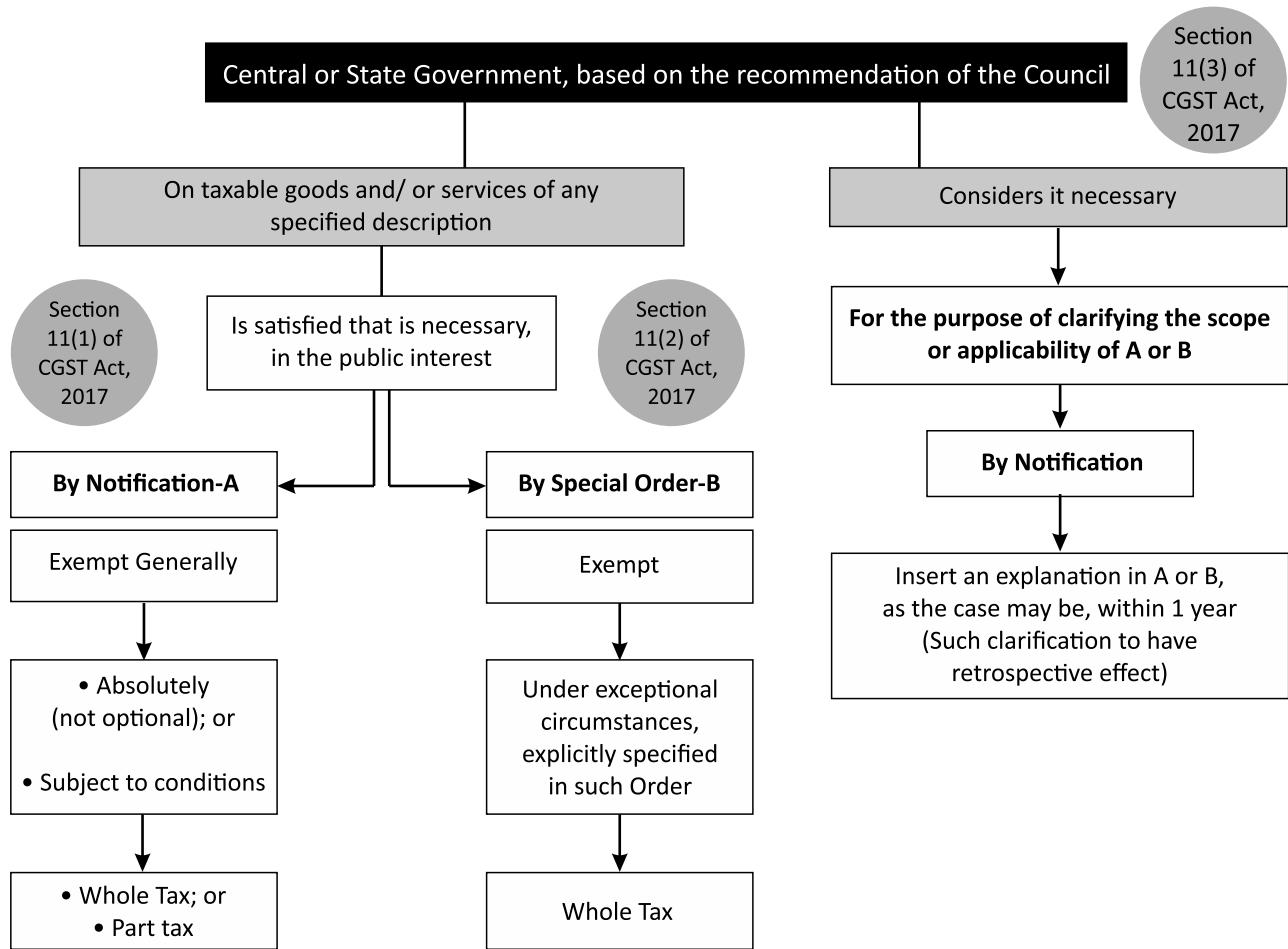 Central or State Government, based on the recommendation of the Council
Section
11(3) of
CGST Act,
2017
On taxable goods and/ or services of any
specified description
Considers it necessary
Section
11(1) of
CGST Act,
2017
Is satisfied that is necessary,
in the public interest
Section
11(2) of
CGST Act,
2017
For the purpose of clarifying the scope
or applicability of A or B
By Notification-A
By Special Order-B
By Notification
Exempt Generally
Exempt
Insert an explanation in A or B,
as the case may be, within 1 year
(Such clarification to have
retrospective effect)
• Absolutely
(not optional); or
• Subject to conditions
Under exceptional
circumstances,
explicitly specified
in such Order
• Whole Tax; or
• Part tax
Whole Tax